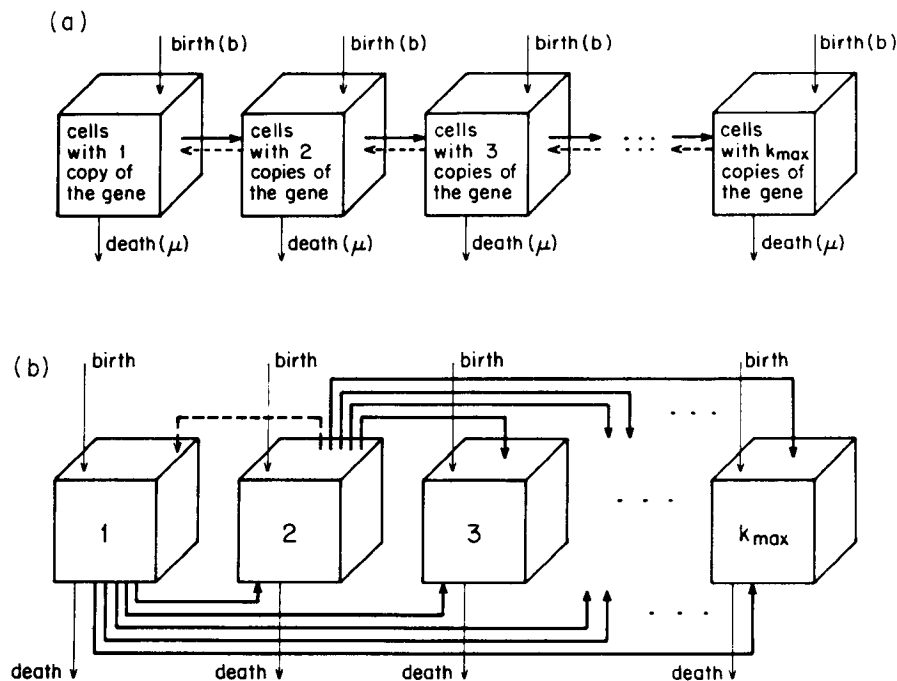 (a)
birth (b)
birth (b)
birth (b)
birth (b)
cells
with 1
copy of
the gene
cells
with 2
copies of
the gene
cells
with 3
copies of
the gene
. . .
cells
with kmax
copies of
the gene
death (μ)
death (μ)
death (μ)
death (μ)
(b)
birth
birth
birth
birth
. . .
1
2
3
. . .
kmax
. . .
death
death
death
death